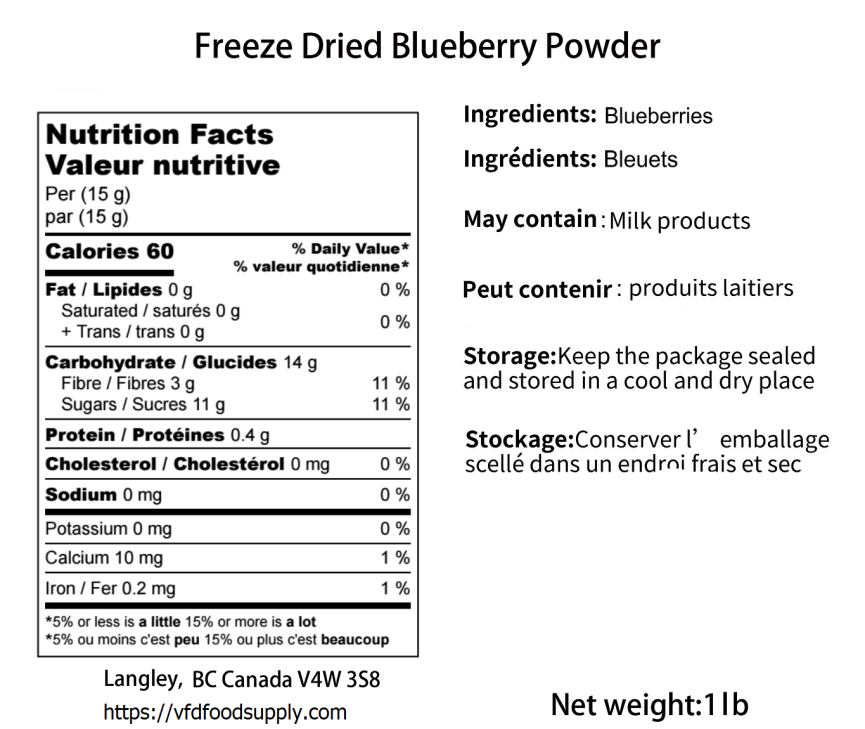 Freeze Dried Blueberry Powder
Nutrition Facts
Valeur nutritive
Per (15 g)
par (15 g)
Calories 60
% Daily Value*
% valeur quotidienne*
Fat / Lipides 0 g 0 %
Saturated / saturés 0 g
+ Trans / trans 0 g 0 %
Carbohydrate / Glucides 14 g
Fibre / Fibres 3 g 11 %
Sugars / Sucres 11 g 11 %
Protein / Protéines 0.4 g
Cholesterol / Cholestérol 0 mg 0 %
Sodium 0 mg 0 %
Potassium 0 mg 0 %
Calcium 10 mg 1 %
Iron / Fer 0.2 mg 1 %
*5% or less is a little 15% or more is a lot
*5% ou moins c'est peu 15% ou plus c'est beaucoup
Langley, BC Canada V4W 3S8
https://vfdfoodsupply.com
Ingredients: Blueberries
Ingrédients: Bleuets
May contain: Milk products
Peut contenir: produits laitiers
Storage:Keep the package sealed
and stored in a cool and dry place
Stockage:Conserver l’ emballage
scellé dans un endroi frais et sec
Net weight:1lb